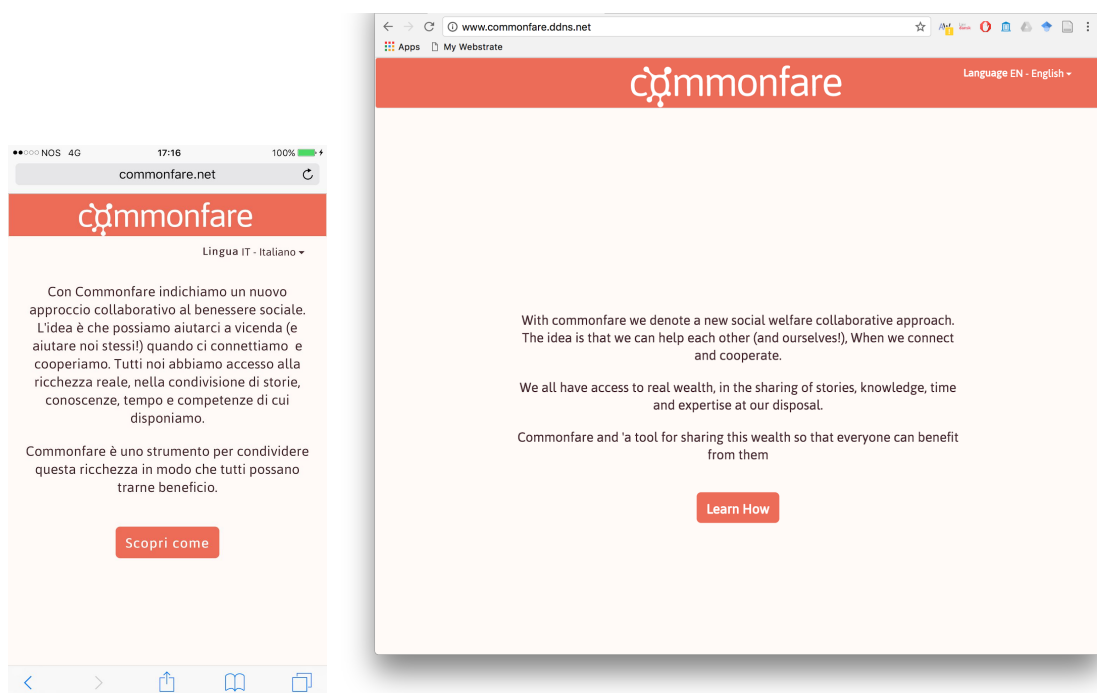 NOS 4G 17:16 100%
commonfare.net
commonfare
Lingua IT - Italiano
Con Commonfare indichiamo un nuovo
approccio collaborativo al benessere sociale.
L'idea è che possiamo aiutarci a vicenda (e
aiutare noi stessi!) quando ci connettiamo e
cooperiamo. Tutti noi abbiamo accesso alla
ricchezza reale, nella condivisione di storie,
conoscenze, tempo e competenze di cui
disponiamo.
Commonfare è uno strumento per condividere
questa ricchezza in modo che tutti possano
trarne beneficio.
Scopri come
www.commonfare.ddns.net
Apps My Webstrate
commonfare
Language EN - English
With commonfare we denote a new social welfare collaborative approach.
The idea is that we can help each other (and ourselves!), When we connect
and cooperate.
We all have access to real wealth, in the sharing of stories, knowledge, time
and expertise at our disposal.
Commonfare and 'a tool for sharing this wealth so that everyone can benefit
from them
Learn How